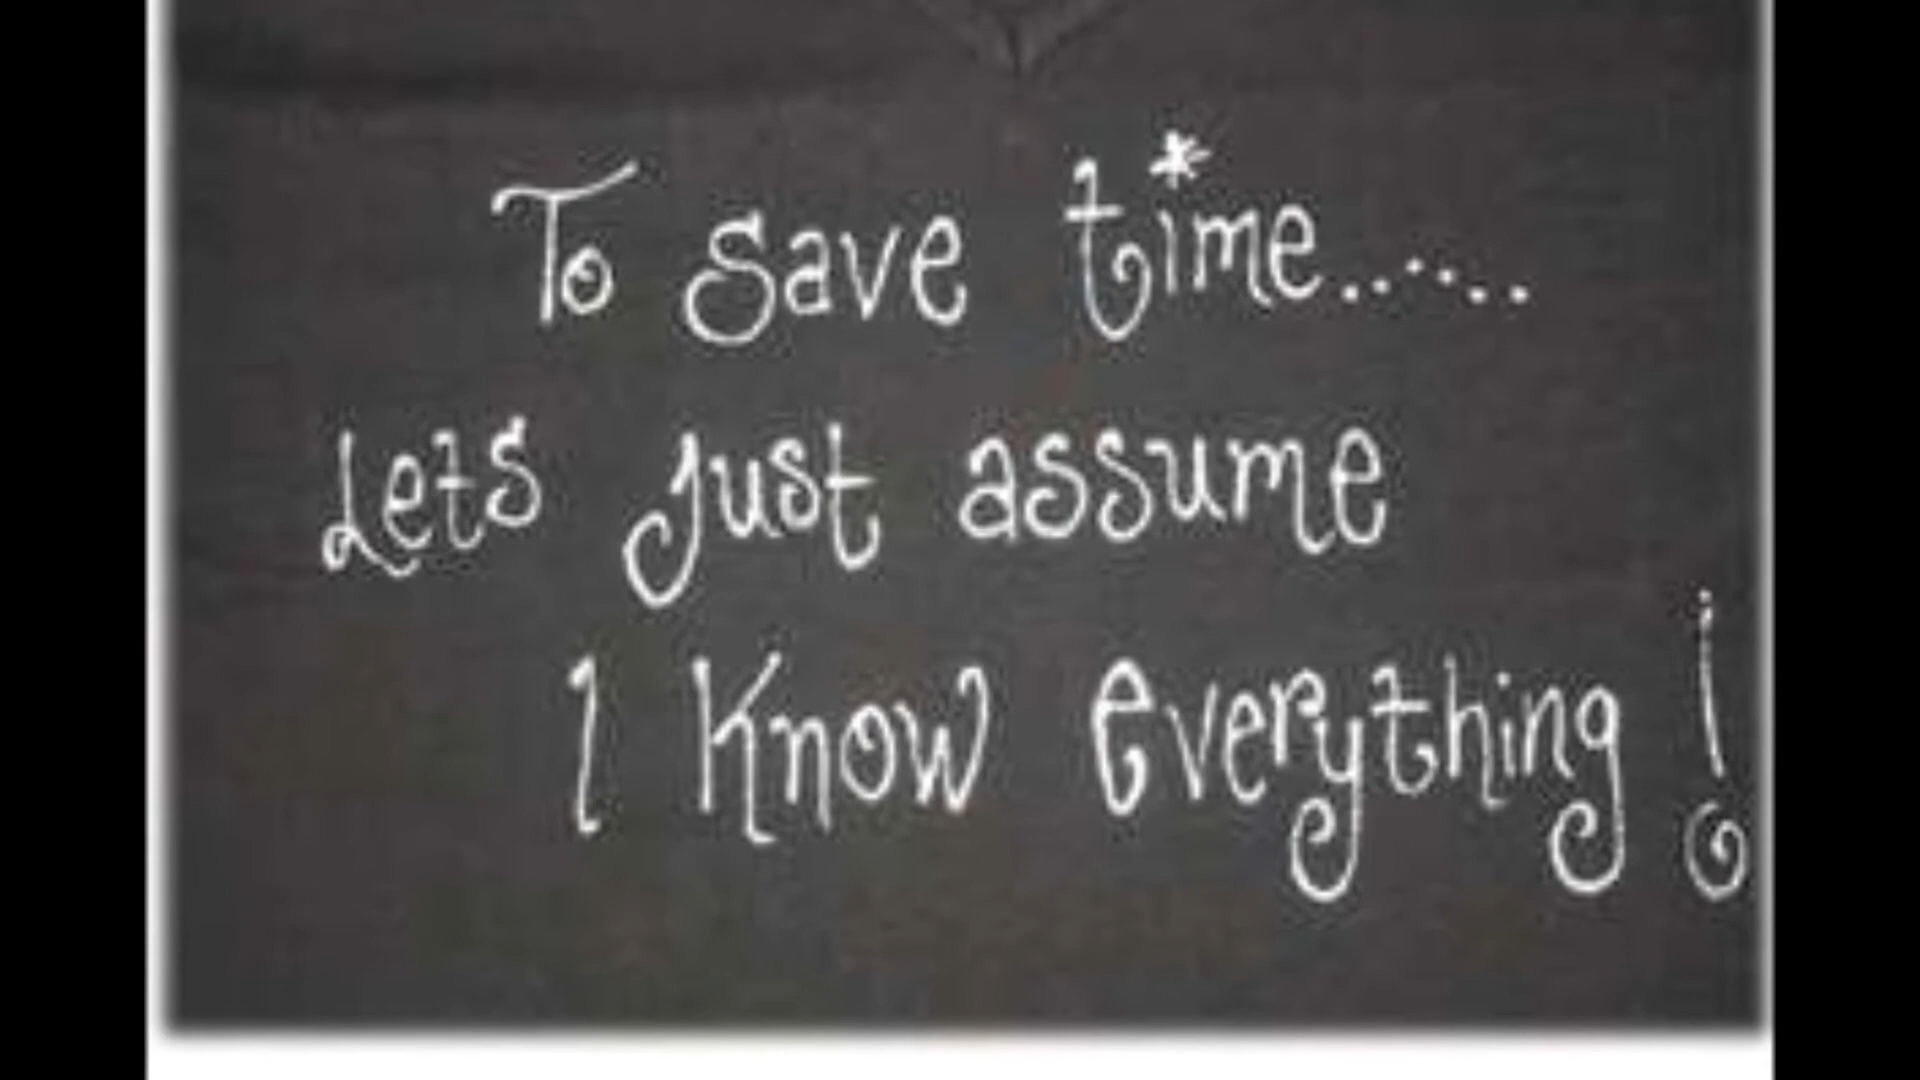 To save time......
Lets just assume
I Know everything!